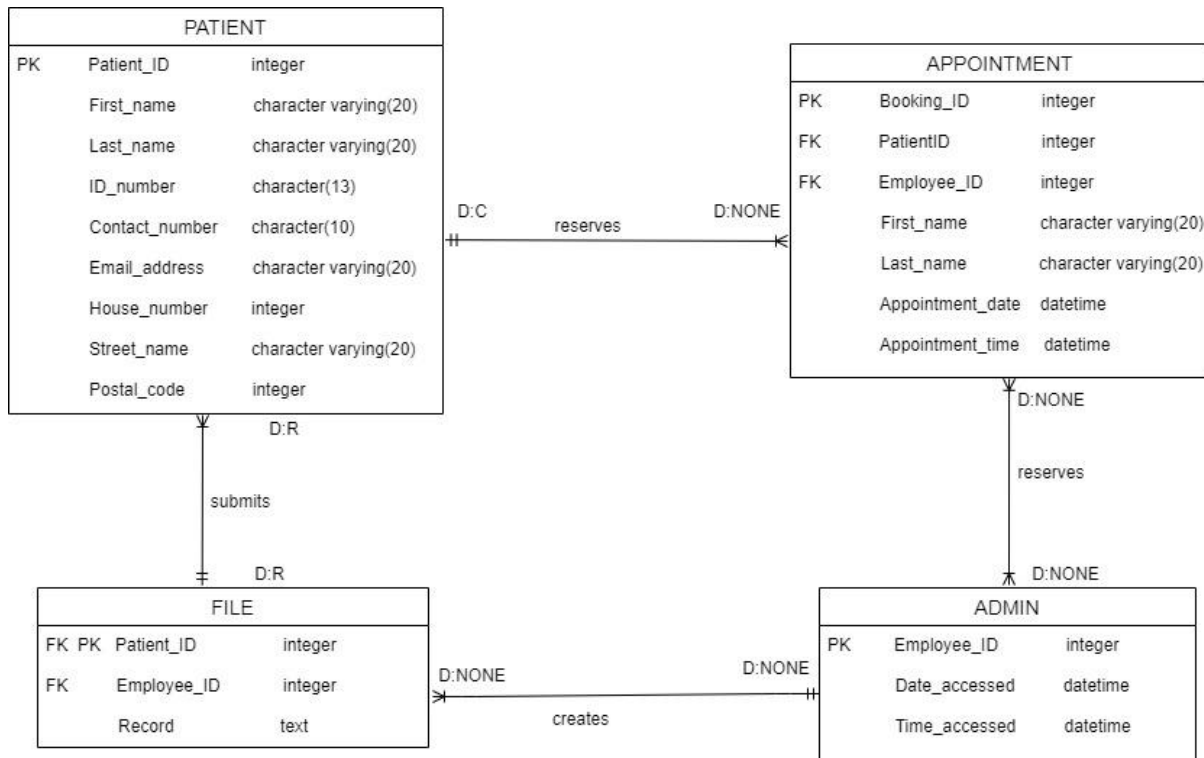 PATIENT
PK Patient_ID integer
First_name character varying(20)
Last_name character varying(20)
ID_number character(13)
Contact_number character(10)
Email_address character varying(20)
House_number integer
Street_name character varying(20)
Postal_code integer
APPOINTMENT
PK Booking_ID integer
FK PatientID integer
FK Employee_ID integer
First_name character varying(20)
Last_name character varying(20)
Appointment_date datetime
Appointment_time datetime
D:C reserves D:NONE
D:R
submits
D:R
D:NONE
reserves
D:NONE
FILE
FK PK Patient_ID integer
FK Employee_ID integer
Record text
D:NONE creates D:NONE
ADMIN
PK Employee_ID integer
Date_accessed datetime
Time_accessed datetime